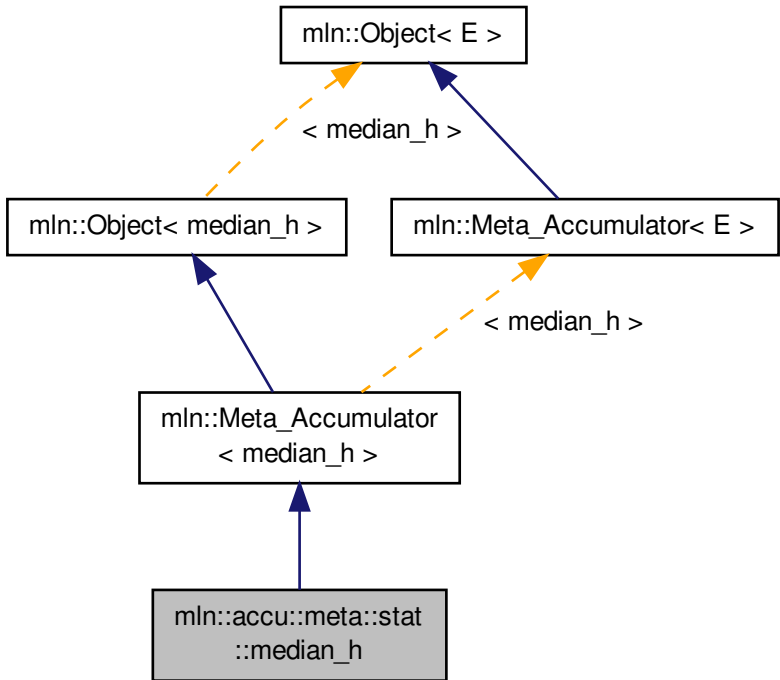 mln::Object< E >
< median_h >
mln::Object< median_h >
mln::Meta_Accumulator< E >
< median_h >
mln::Meta_Accumulator
< median_h >
mln::accu::meta::stat
::median_h